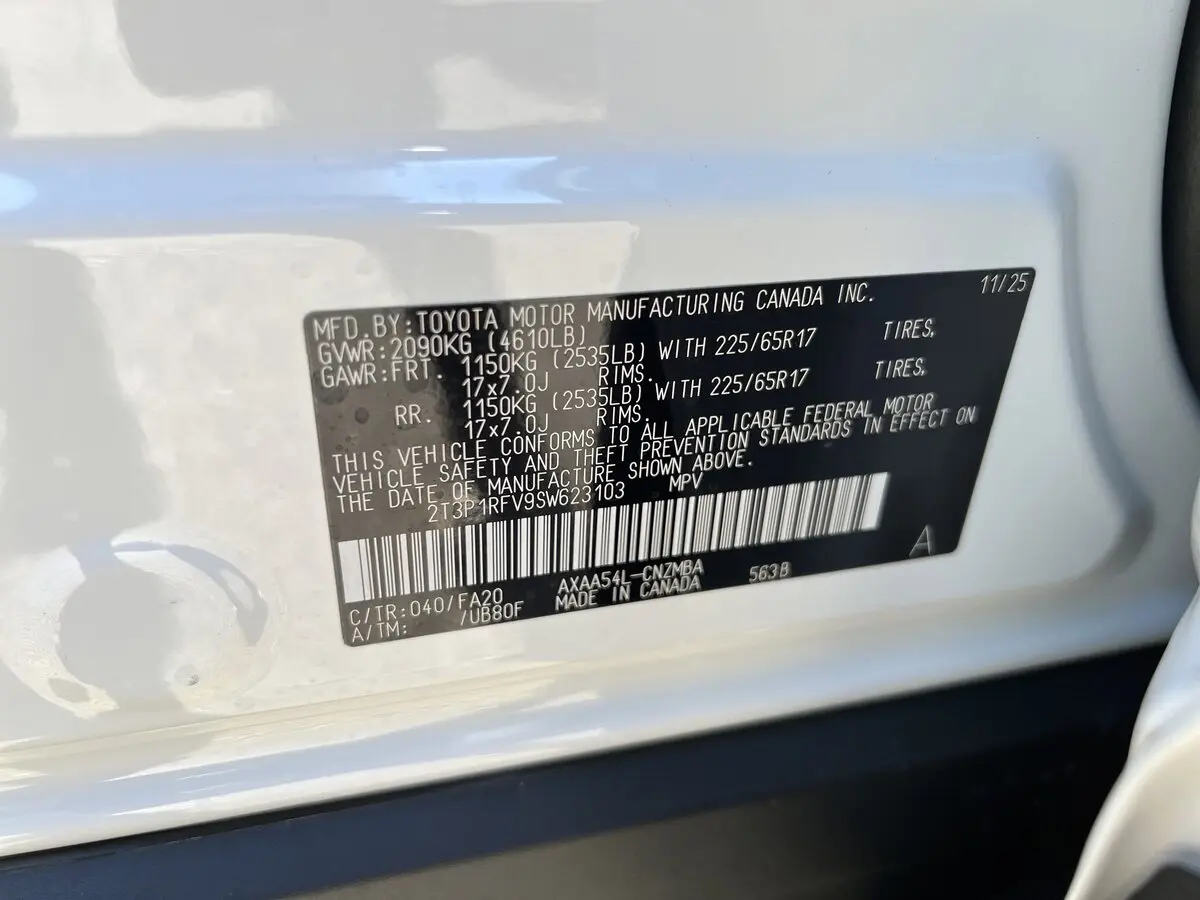 MFD.BY:TOYOTA MOTOR MANUFACTURING CANADA INC. 11/25
GVWR:2090KG (4610LB)
GAWR:FRT. 1150KG (2535LB) WITH 225/65R17 TIRES,
17x7.0J RIMS.
RR. 1150KG (2535LB) WITH 225/65R17 TIRES,
17x7.0J RIMS.
THIS VEHICLE CONFORMS TO ALL APPLICABLE FEDERAL MOTOR
VEHICLE SAFETY AND THEFT PREVENTION STANDARDS IN EFFECT ON
THE DATE OF MANUFACTURE SHOWN ABOVE.
2T3P1RFV9SW623103 MPV
C/TR:040/FA20 AXAA54L-CNZMBA 563B A
A/TM: /UB80F MADE IN CANADA